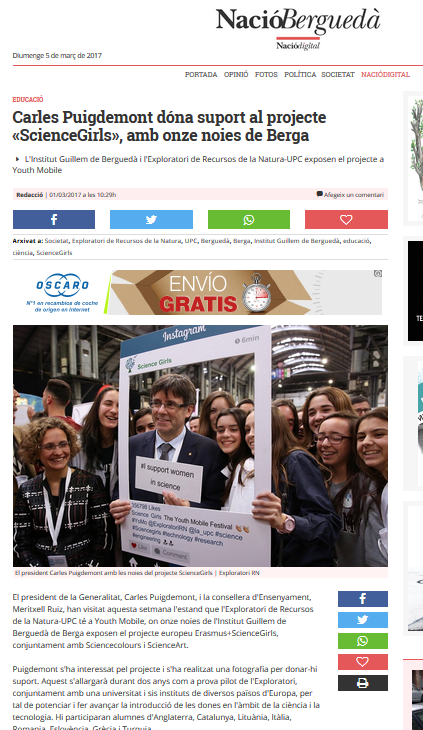 NacióBerguedà
Naciódigital
Diumenge 5 de març de 2017
PORTADA OPINIÓ FOTOS POLÍTICA SOCIETAT NACIÓDIGITAL
EDUCACIÓ
Carles Puigdemont dóna suport al projecte
«ScienceGirls», amb onze noies de Berga
L'Institut Guillem de Berguedà i l'Exploratori de Recursos de la Natura-UPC exposen el projecte a
Youth Mobile
Redacció | 01/03/2017 a les 10:29h
Afegeix un comentari
Arxivat a: Societat, Exploratori de Recursos de la Natura, UPC, Berguedà, Berga, Institut Guillem de Berguedà, educació,
ciència, ScienceGirls
OSCARO
Nº1 en recambios de coche
de origen en Internet
ENVÍO
GRATIS
Instagram
Science Girls
6min
#I support women
in science
356798 Likes
Science Girls The Youth Mobile Festival
#YoMo @ExploratoriRN @la_upc #science
#Sciencegirls #technology #research
#engineering
Like
Comment
El president Carles Puigdemont amb les noies del projecte ScienceGirls | Exploratori RN
El president de la Generalitat, Carles Puigdemont, i la consellera d'Ensenyament,
Meritxell Ruiz, han visitat aquesta setmana l'estand que l'Exploratori de Recursos
de la Natura-UPC té a Youth Mobile, on onze noies de l'Institut Guillem de
Berguedà de Berga exposen el projecte europeu Erasmus+ScienceGirls,
conjuntament amb Sciencecolours i ScienceArt.
Puigdemont s'ha interessat pel projecte i s'ha realitzat una fotografia per donar-hi
suport. Aquest s'allargarà durant dos anys com a prova pilot de l'Exploratori,
conjuntament amb una universitat i sis instituts de diversos països d'Europa, per
tal de potenciar i fer avançar la introducció de les dones en l'àmbit de la ciència i la
tecnologia. Hi participaran alumnes d'Anglaterra, Catalunya, Lituània, Itàlia,
Romania, Eslovènia, Grècia i Turquia.